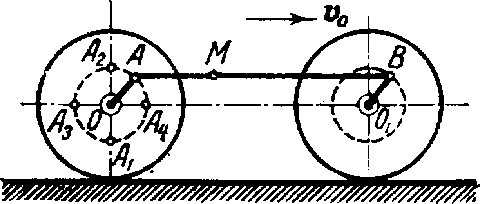 v₀
A₂ A M B
A₃ O A₄ O₁
A₁